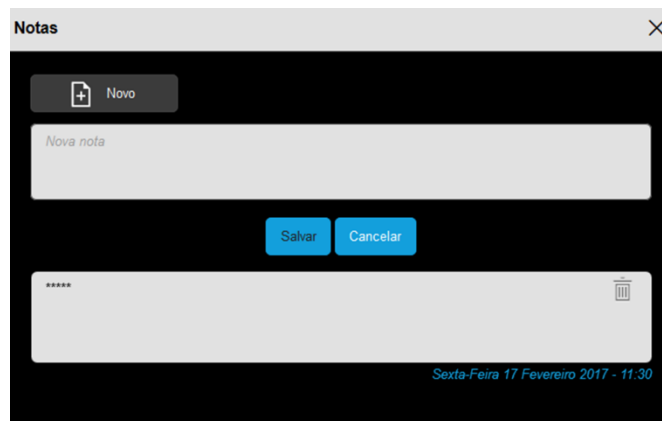 Notas
Novo
Nova nota
Salvar
Cancelar
*****
Sexta-Feira 17 Fevereiro 2017 - 11:30